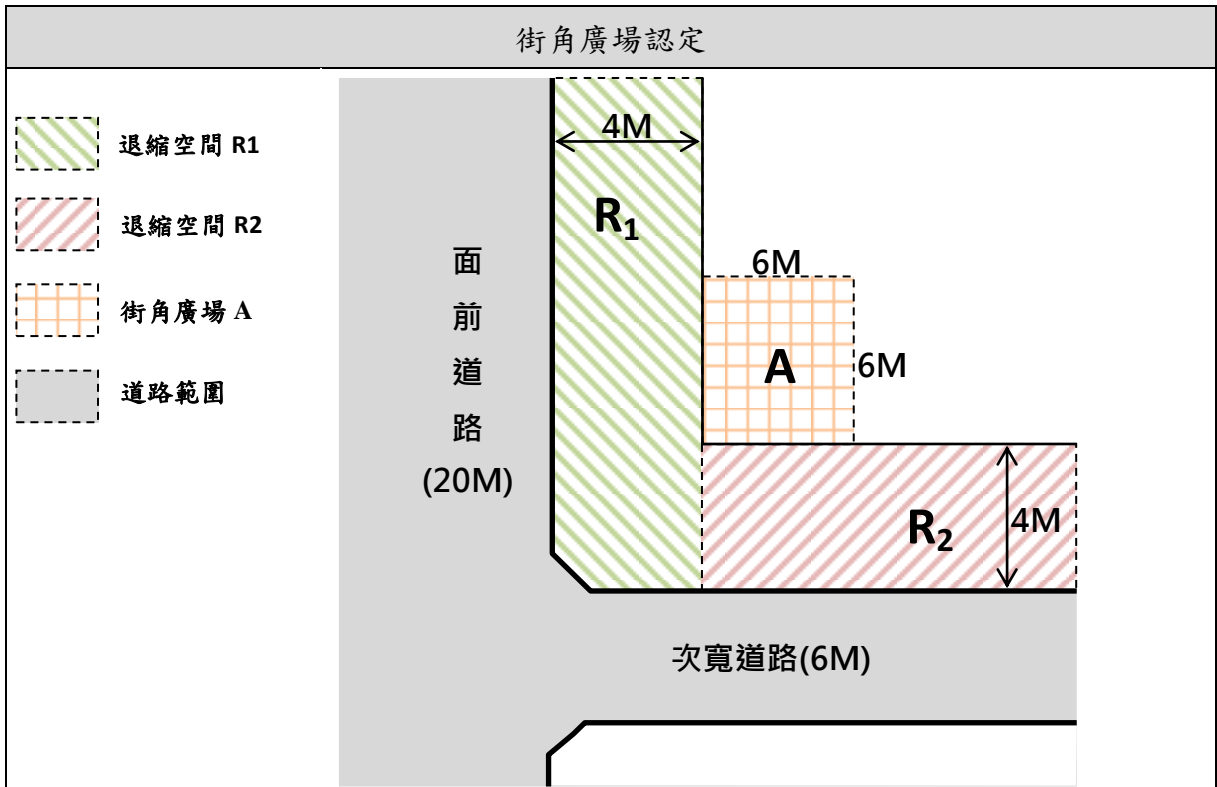 街角廣場認定
退縮空間 R1
退縮空間 R2
街角廣場 A
道路範圍
面前道路
(20M)
4M
R₁
6M
A
6M
R₂
4M
次寬道路(6M)